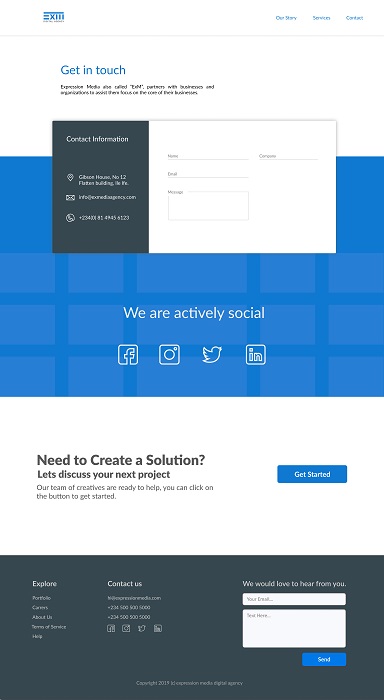 EXM
Our Story
Services
Contact
Get in touch
Expression Media also called "ExM", partners with businesses and
organizations to assist them focus on the core of their businesses.
Contact Information
Gibson House, No 12
Flatten building, Ile Ife.
info@exmediaagency.com
+234(0) 81 4945 6123
Name
Company
Email
Message
We are actively social
Need to Create a Solution?
Lets discuss your next project
Our team of creatives are ready to help, you can click on
the button to get started.
Get Started
Explore
Portfolio
Careers
About Us
Terms of Service
Help
Contact us
@expressionmedia.com
+234 500 500 5000
+234 500 500 5000
We would love to hear from you.
Your Email...
Text Here...
Send
Copyright 2019 (c) expression media digital agency